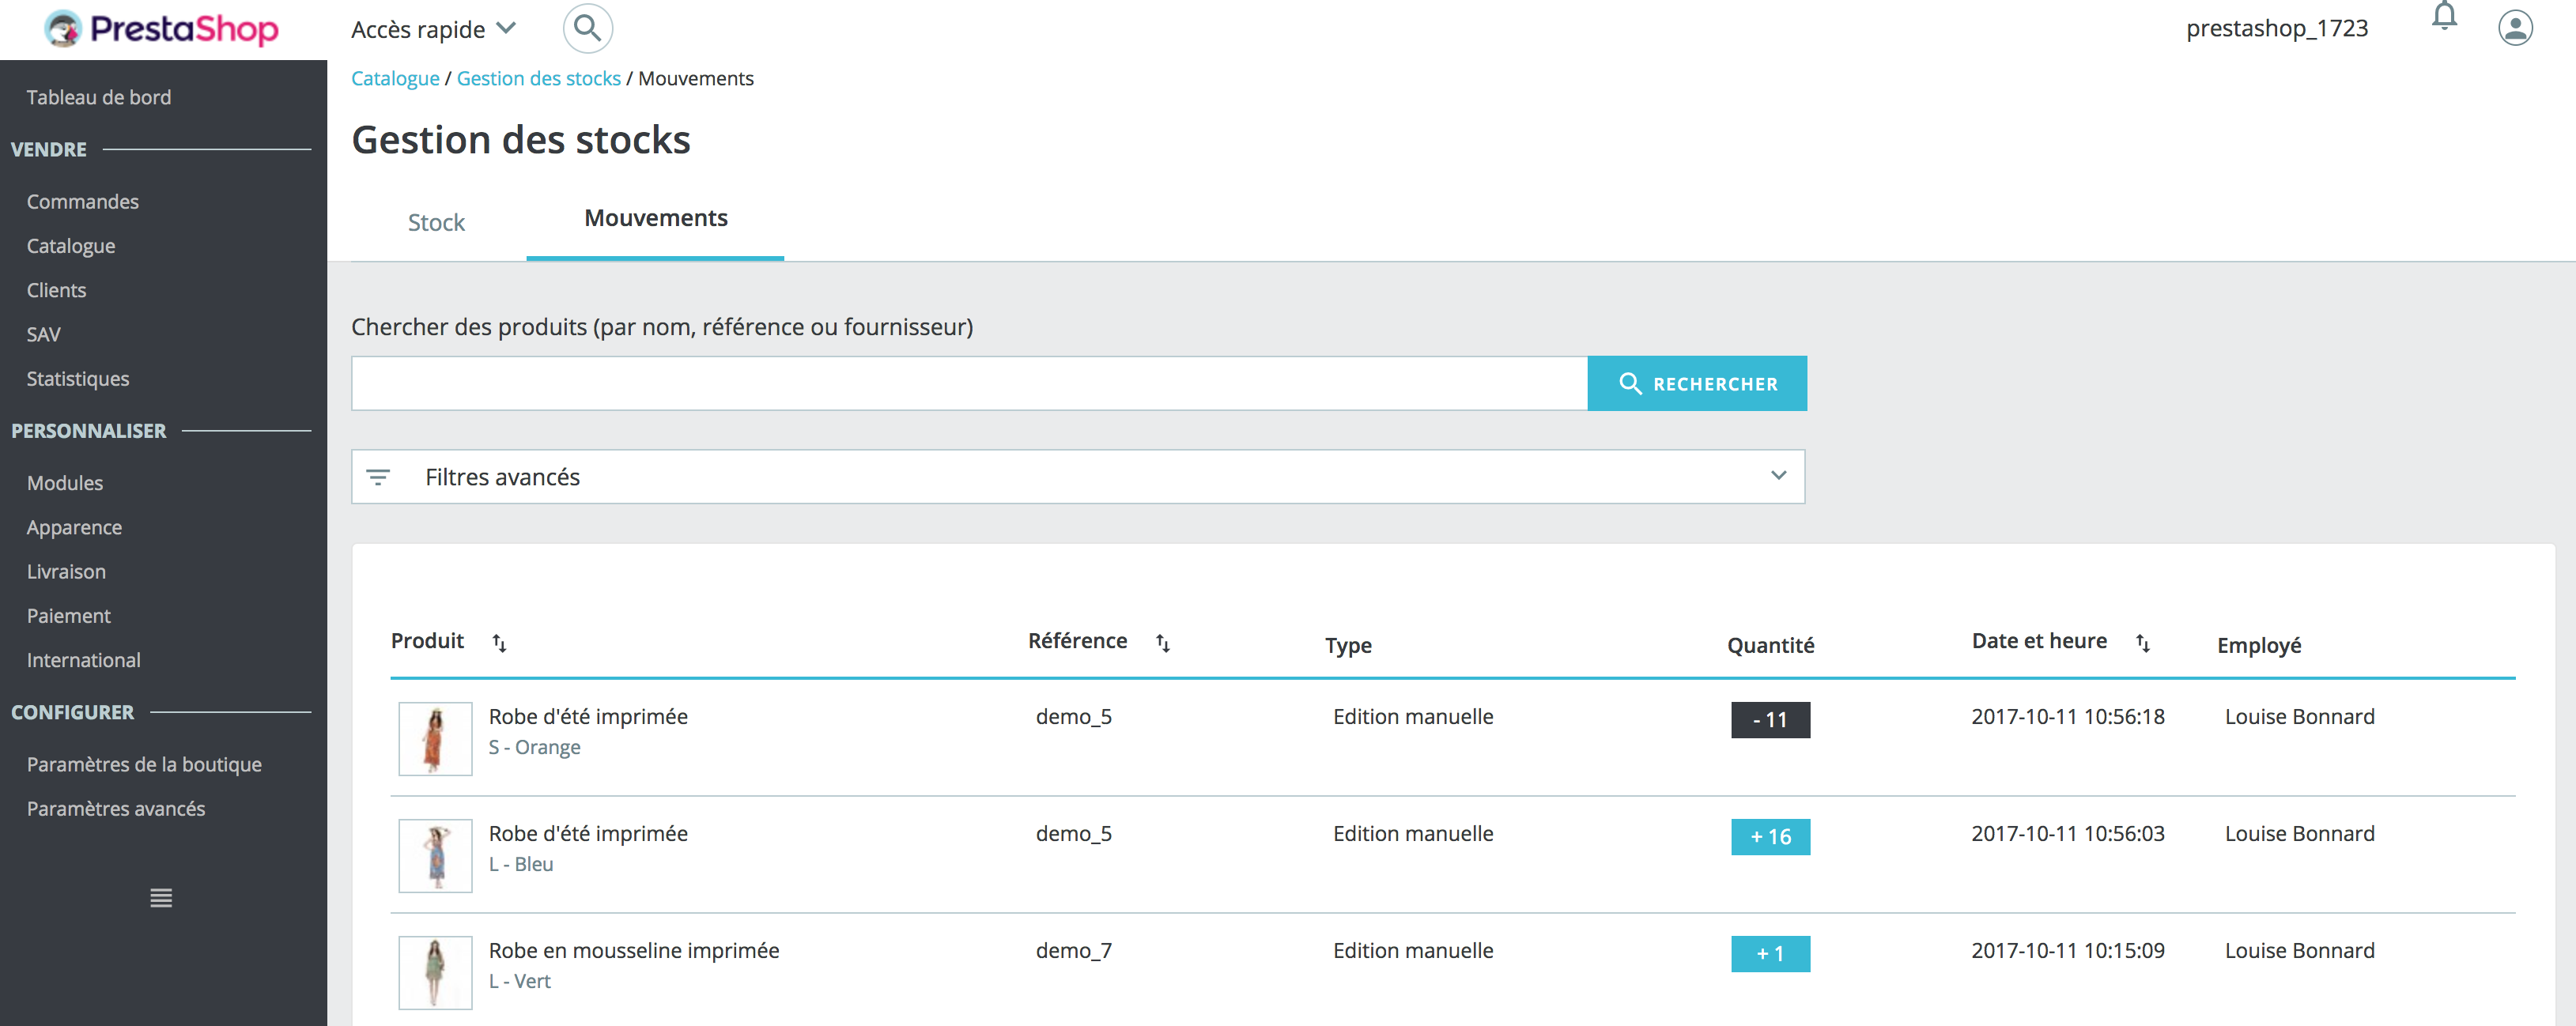 PrestaShop
Accès rapide
prestashop_1723
Catalogue / Gestion des stocks / Mouvements
Gestion des stocks
Stock
Mouvements
Tableau de bord
VENDRE
Commandes
Catalogue
Clients
SAV
Statistiques
PERSONNALISER
Modules
Apparence
Livraison
Paiement
International
CONFIGURER
Paramètres de la boutique
Paramètres avancés
Chercher des produits (par nom, référence ou fournisseur)
RECHERCHER
Filtres avancés
Produit Référence Type Quantité Date et heure Employé
Robe d'été imprimée demo_5 Edition manuelle - 11 2017-10-11 10:56:18 Louise Bonnard
S - Orange
Robe d'été imprimée demo_5 Edition manuelle + 16 2017-10-11 10:56:03 Louise Bonnard
L - Bleu
Robe en mousseline imprimée demo_7 Edition manuelle + 1 2017-10-11 10:15:09 Louise Bonnard
L - Vert